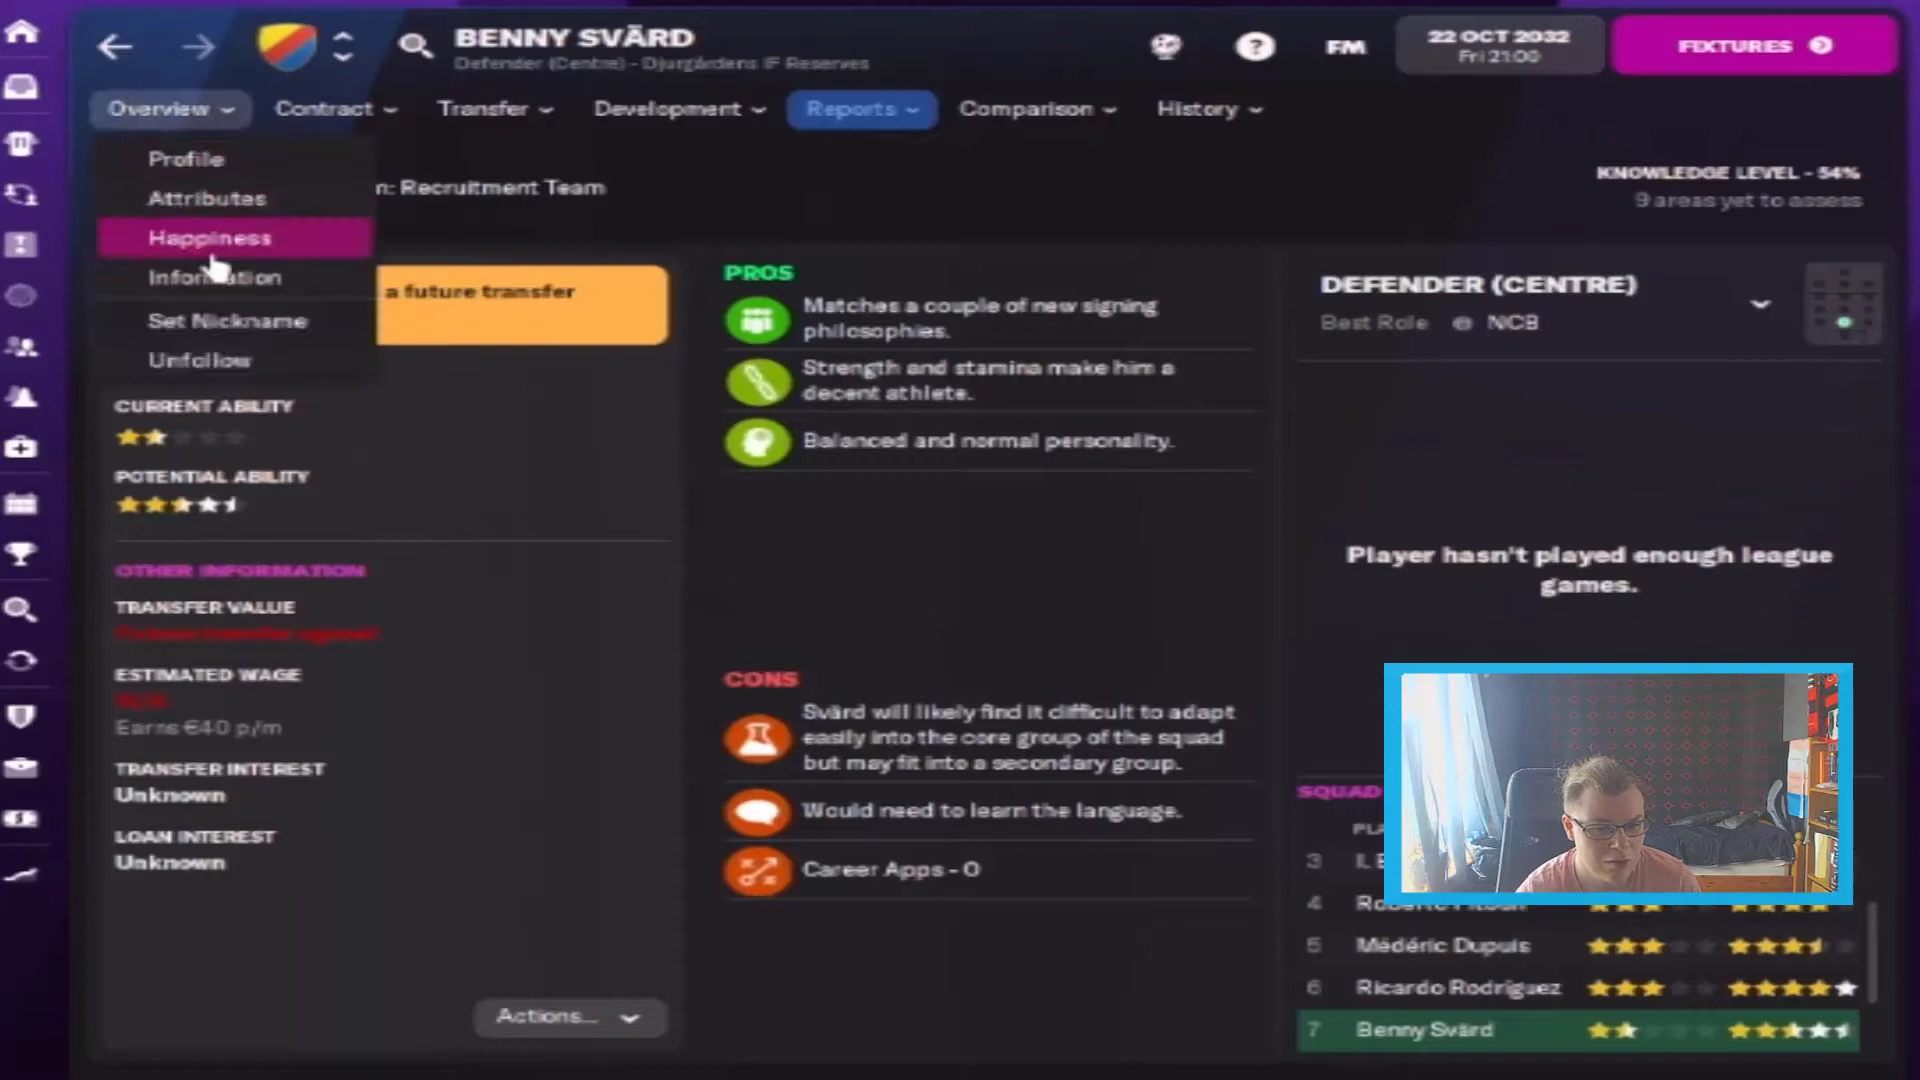 BENNY SVÄRD
Defender (Centre) - Djurgårdens IF Reserves
FM
22 OCT 2032
Fri 21:00
FIXTURES
Overview
Contract
Transfer
Development
Reports
Comparison
History
Profile
Attributes
Happiness
Information
Set Nickname
Unfollow
n: Recruitment Team
KNOWLEDGE LEVEL - 54%
9 areas yet to assess
a future transfer
CURRENT ABILITY
POTENTIAL ABILITY
OTHER INFORMATION
TRANSFER VALUE
ESTIMATED WAGE
Earns €40 p/m
TRANSFER INTEREST
Unknown
LOAN INTEREST
Unknown
Actions...
PROS
Matches a couple of new signing
philosophies.
Strength and stamina make him a
decent athlete.
Balanced and normal personality.
CONS
Svärd will likely find it difficult to adapt
easily into the core group of the squad
but may fit into a secondary group.
Would need to learn the language.
Career Apps - 0
DEFENDER (CENTRE)
Best Role NCB
Player hasn't played enough league
games.
SQUAD
3
4
5 Médéric Dupuis
6 Ricardo Rodríguez
7 Benny Svärd